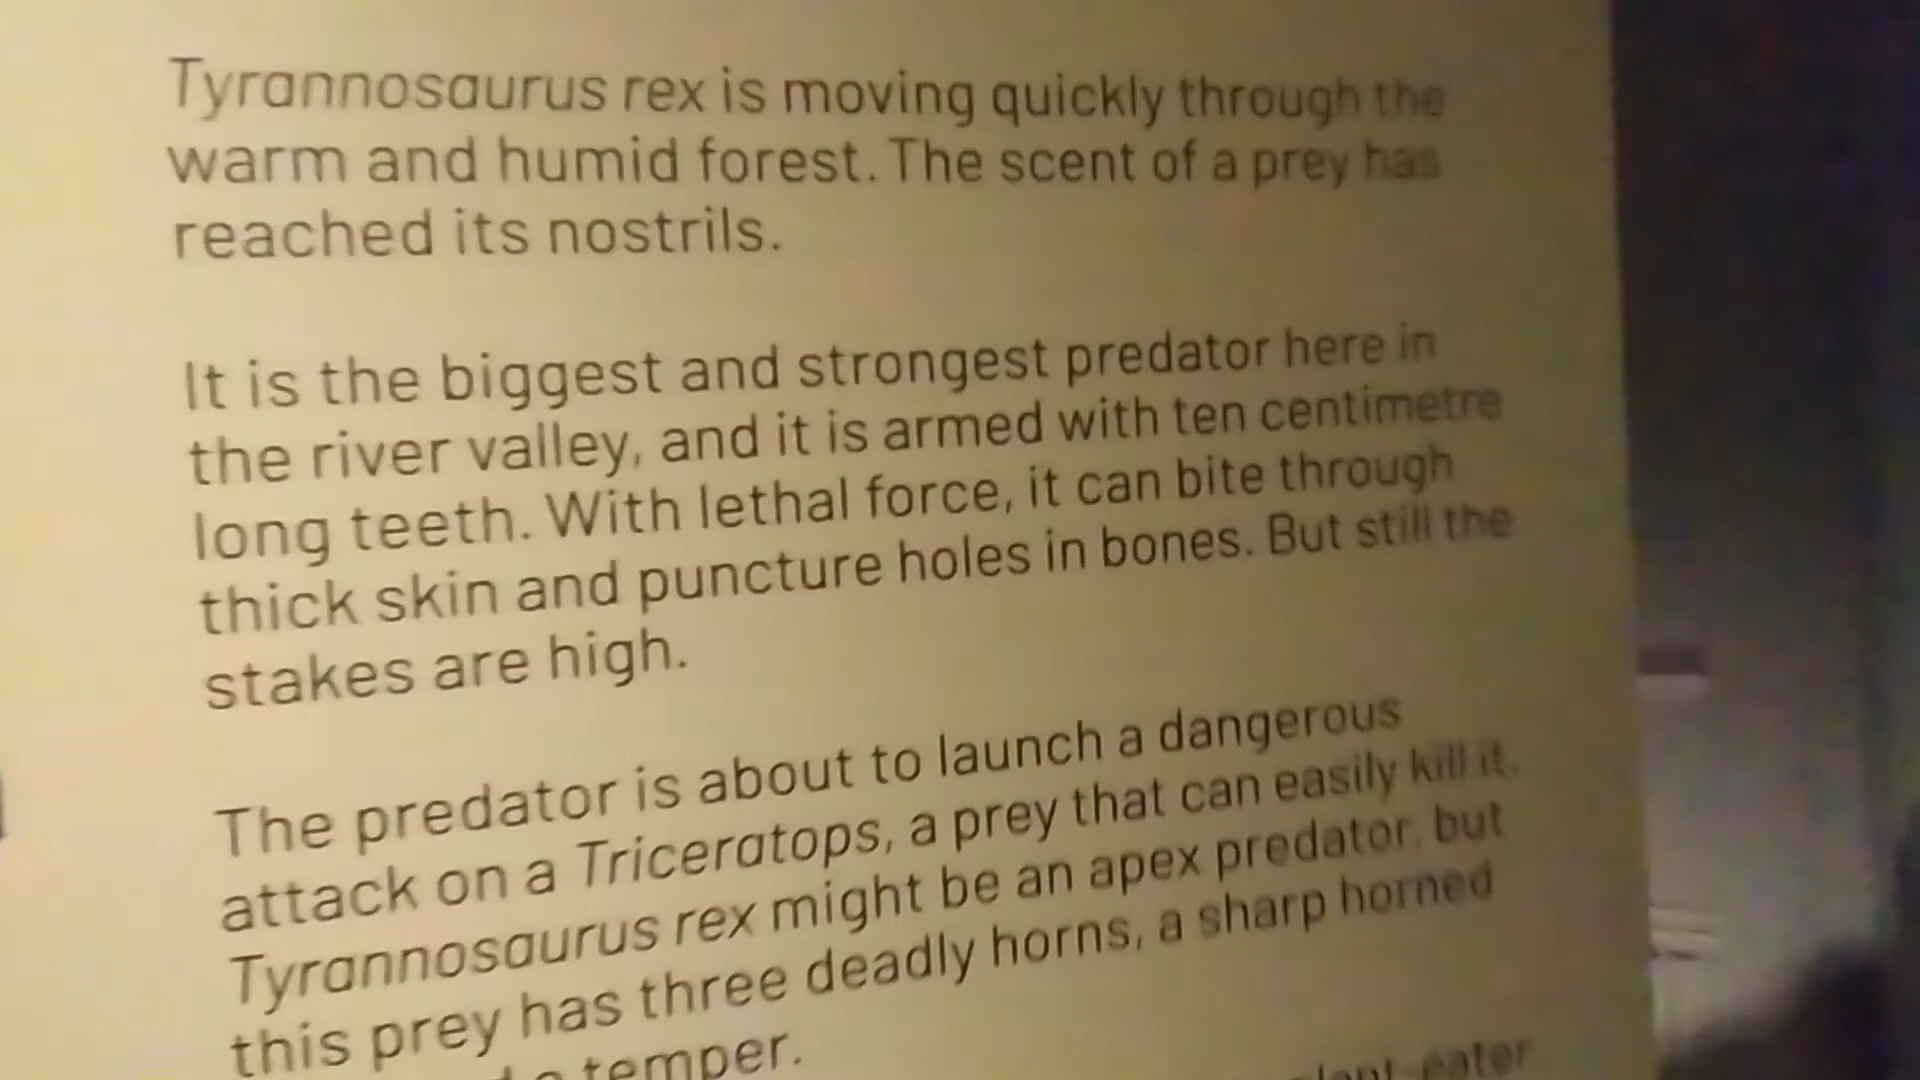 Tyrannosaurus rex is moving quickly through the
warm and humid forest. The scent of a prey has
reached its nostrils.
It is the biggest and strongest predator here in
the river valley, and it is armed with ten centimetre
long teeth. With lethal force, it can bite through
thick skin and puncture holes in bones. But still the
stakes are high.
The predator is about to launch a dangerous
attack on a Triceratops, a prey that can easily kill it.
Tyrannosaurus rex might be an apex predator, but
this prey has three deadly horns, a sharp horned
temper.
plant-eater